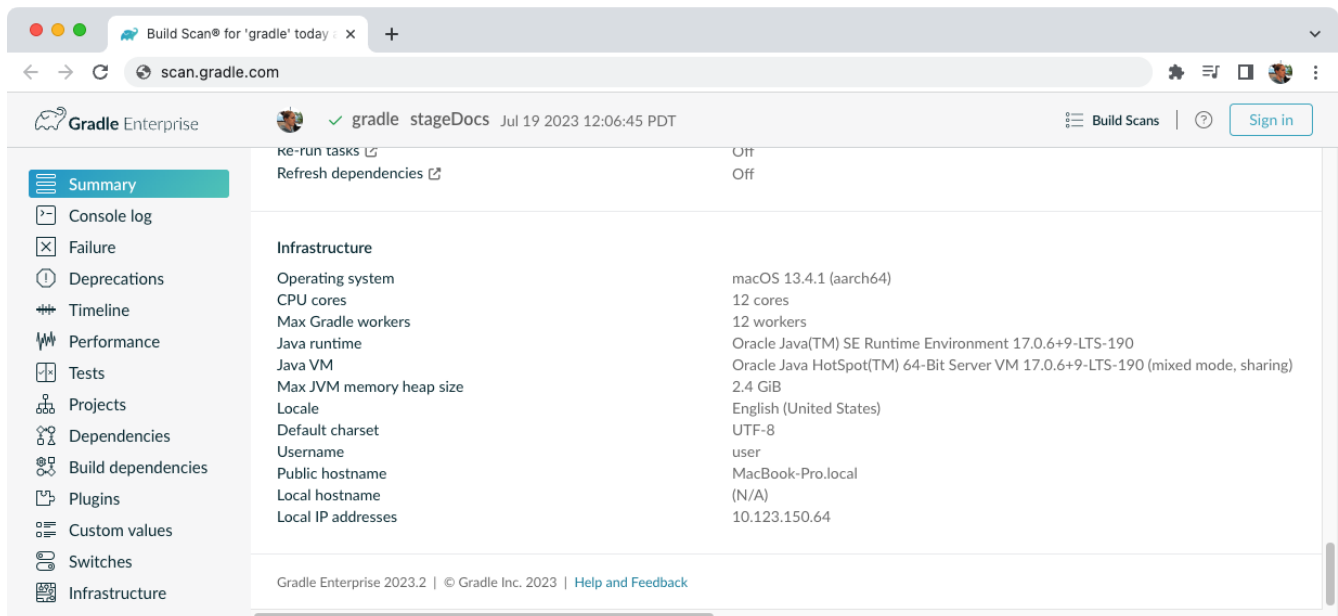 Build Scan® for 'gradle' today
scan.gradle.com
Gradle Enterprise
gradle stageDocs Jul 19 2023 12:06:45 PDT
Build Scans
Sign in
Summary
Console log
Failure
Deprecations
Timeline
Performance
Tests
Projects
Dependencies
Build dependencies
Plugins
Custom values
Switches
Infrastructure
Re-run tasks Off
Refresh dependencies Off
Infrastructure
Operating system macOS 13.4.1 (aarch64)
CPU cores 12 cores
Max Gradle workers 12 workers
Java runtime Oracle Java(TM) SE Runtime Environment 17.0.6+9-LTS-190
Java VM Oracle Java HotSpot(TM) 64-Bit Server VM 17.0.6+9-LTS-190 (mixed mode, sharing)
Max JVM memory heap size 2.4 GiB
Locale English (United States)
Default charset UTF-8
Username user
Public hostname MacBook-Pro.local
Local hostname (N/A)
Local IP addresses 10.123.150.64
Gradle Enterprise 2023.2 | © Gradle Inc. 2023 | Help and Feedback